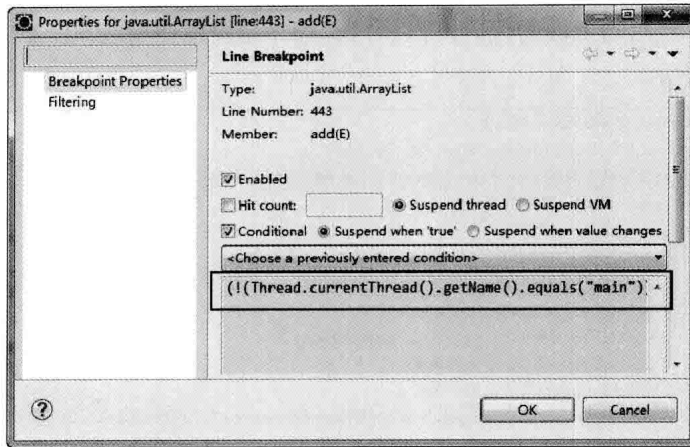 Properties for java.util.ArrayList [line:443] - add(E)
Breakpoint Properties
Filtering
Line Breakpoint
Type: java.util.ArrayList
Line Number: 443
Member: add(E)
Enabled
Hit count: Suspend thread Suspend VM
Conditional Suspend when 'true' Suspend when value changes
<Choose a previously entered condition>
(!(Thread.currentThread().getName().equals("main")
OK Cancel